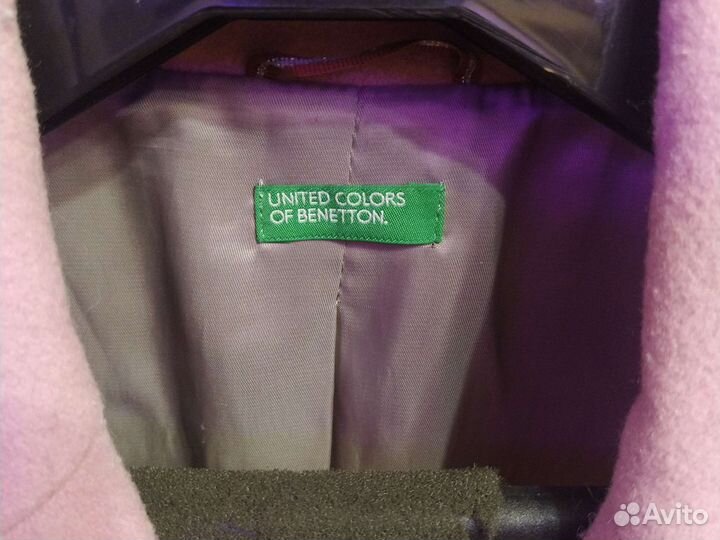 UNITED COLORS
OF BENETTON.
Avito